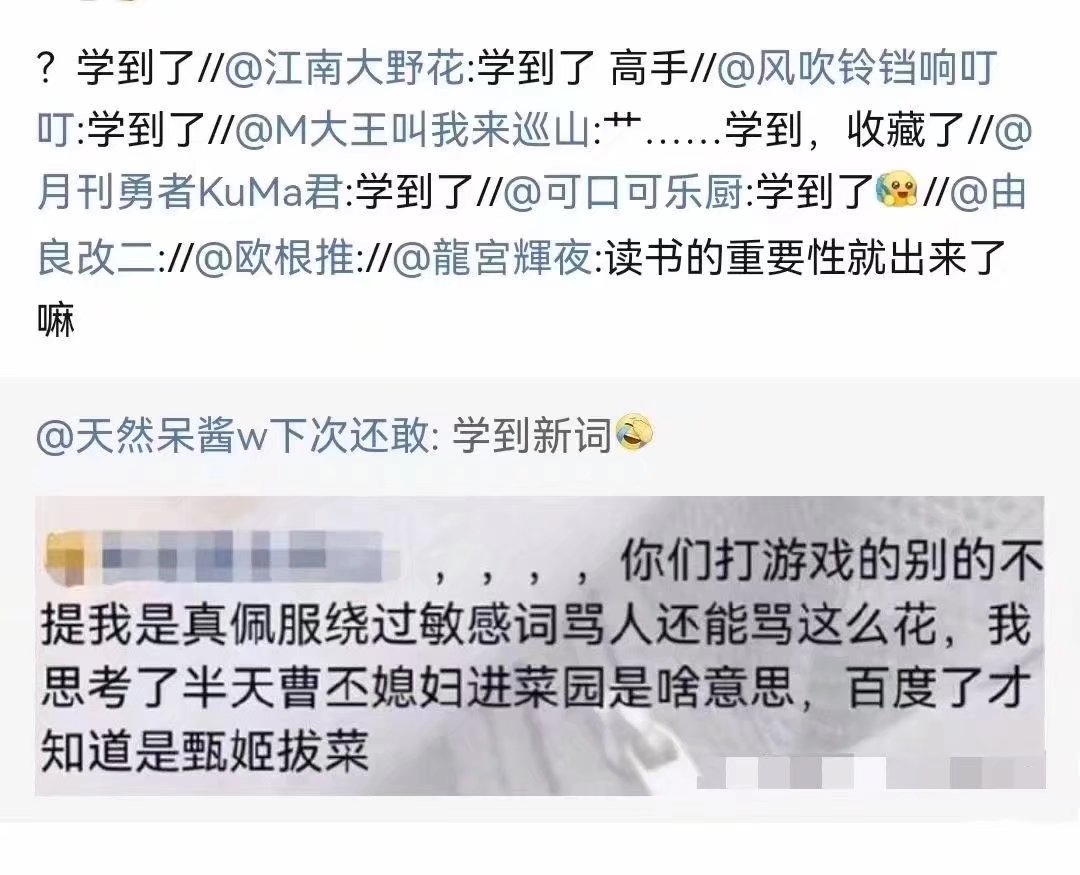 ？学到了//@江南大野花:学到了 高手//@风吹铃铛响叮
叮:学到了//@M大王叫我来巡山:艹……学到，收藏了//@
月刊勇者KuMa君:学到了//@可口可乐厨:学到了//@由
良改二://@欧根推://@龍宮輝夜:读书的重要性就出来了
嘛
@天然呆酱w下次还敢: 学到新词
，，，，你们打游戏的别的不
提我是真佩服绕过敏感词骂人还能骂这么花，我
思考了半天曹丕媳妇进菜园是啥意思，百度了才
知道是甄姬拔菜